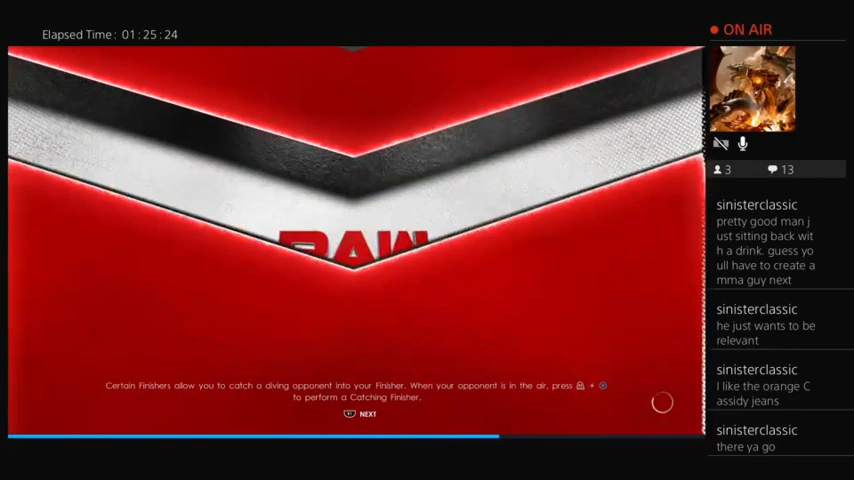 Elapsed Time: 01:25:24
ON AIR
3 13
sinisterclassic
pretty good man j
ust sitting back wit
h a drink. guess yo
ull have to create a
mma guy next
sinisterclassic
he just wants to be
relevant
sinisterclassic
I like the orange C
assidy jeans
sinisterclassic
there ya go
RAW
Certain Finishers allow you to catch a diving opponent into your Finisher. When your opponent is in the air, press + 
to perform a Catching Finisher.
NEXT